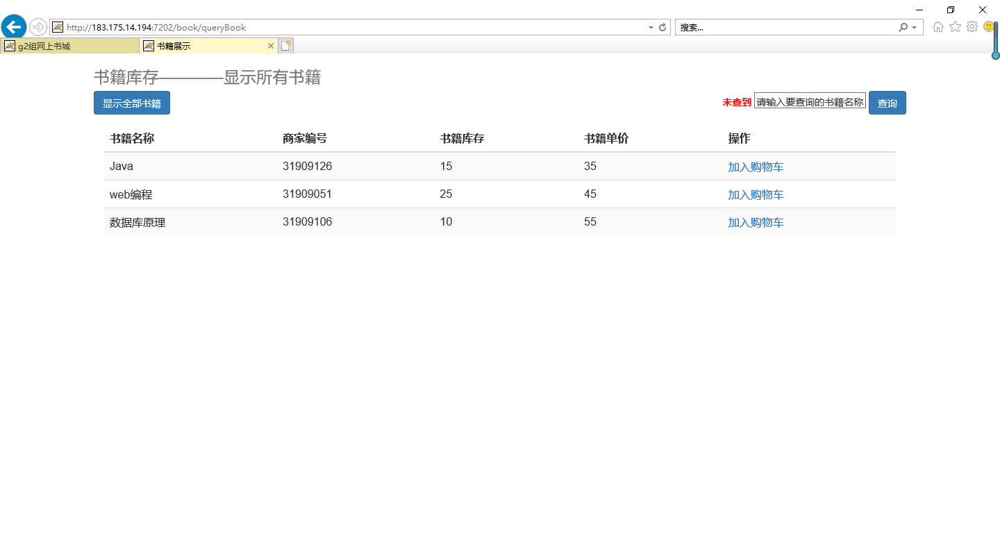 http://183.175.14.194:7202/book/queryBook 搜索...
g2组网上书城 书籍展示
书籍库存————显示所有书籍
显示全部书籍 未查到 请输入要查询的书籍名称 查询
书籍名称 商家编号 书籍库存 书籍单价 操作
Java 31909126 15 35 加入购物车
web编程 31909051 25 45 加入购物车
数据库原理 31909106 10 55 加入购物车